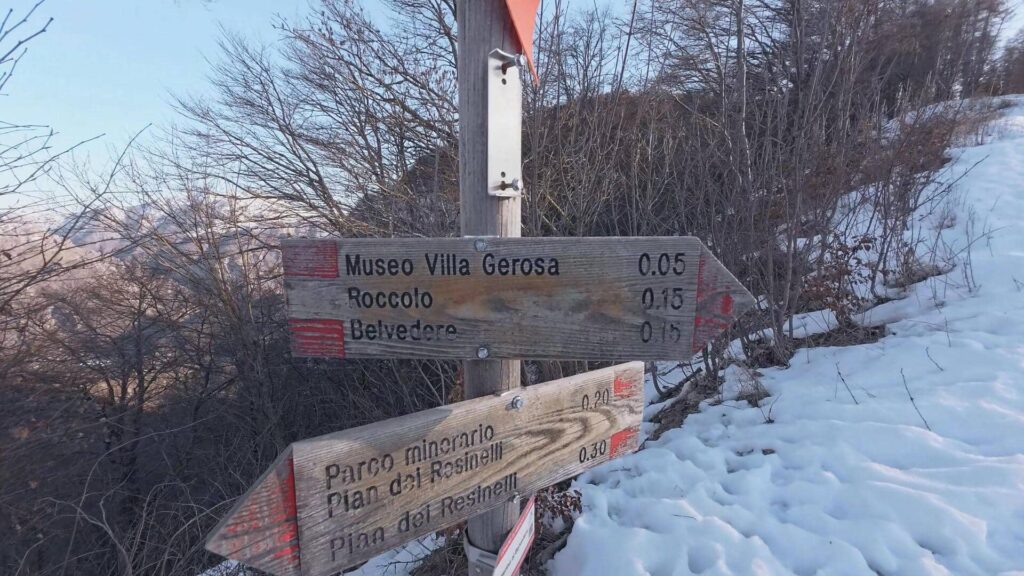 Museo Villa Gerosa 0.05
Roccolo 0.15
Belvedere 0.15
Parco minerario 0.20
Pian dei Resinelli
Pian dei Resinelli 0.30